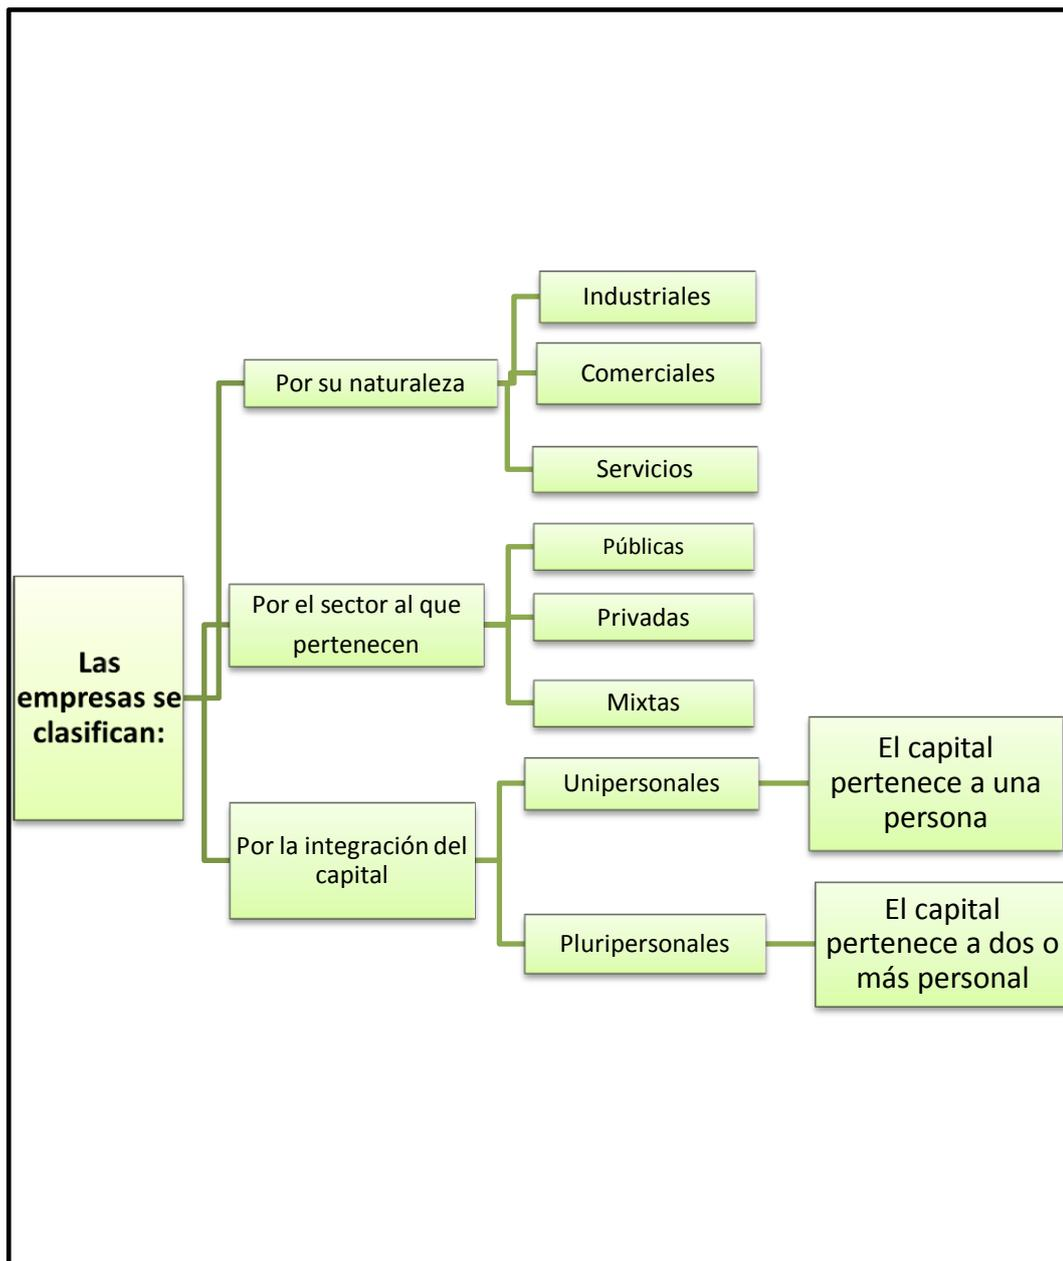 Las
empresas se
clasifican:
Por su naturaleza
Industriales
Comerciales
Servicios
Por el sector al que
pertenecen
Públicas
Privadas
Mixtas
Por la integración del
capital
Unipersonales
El capital
pertenece a una
persona
Pluripersonales
El capital
pertenece a dos o
más personal